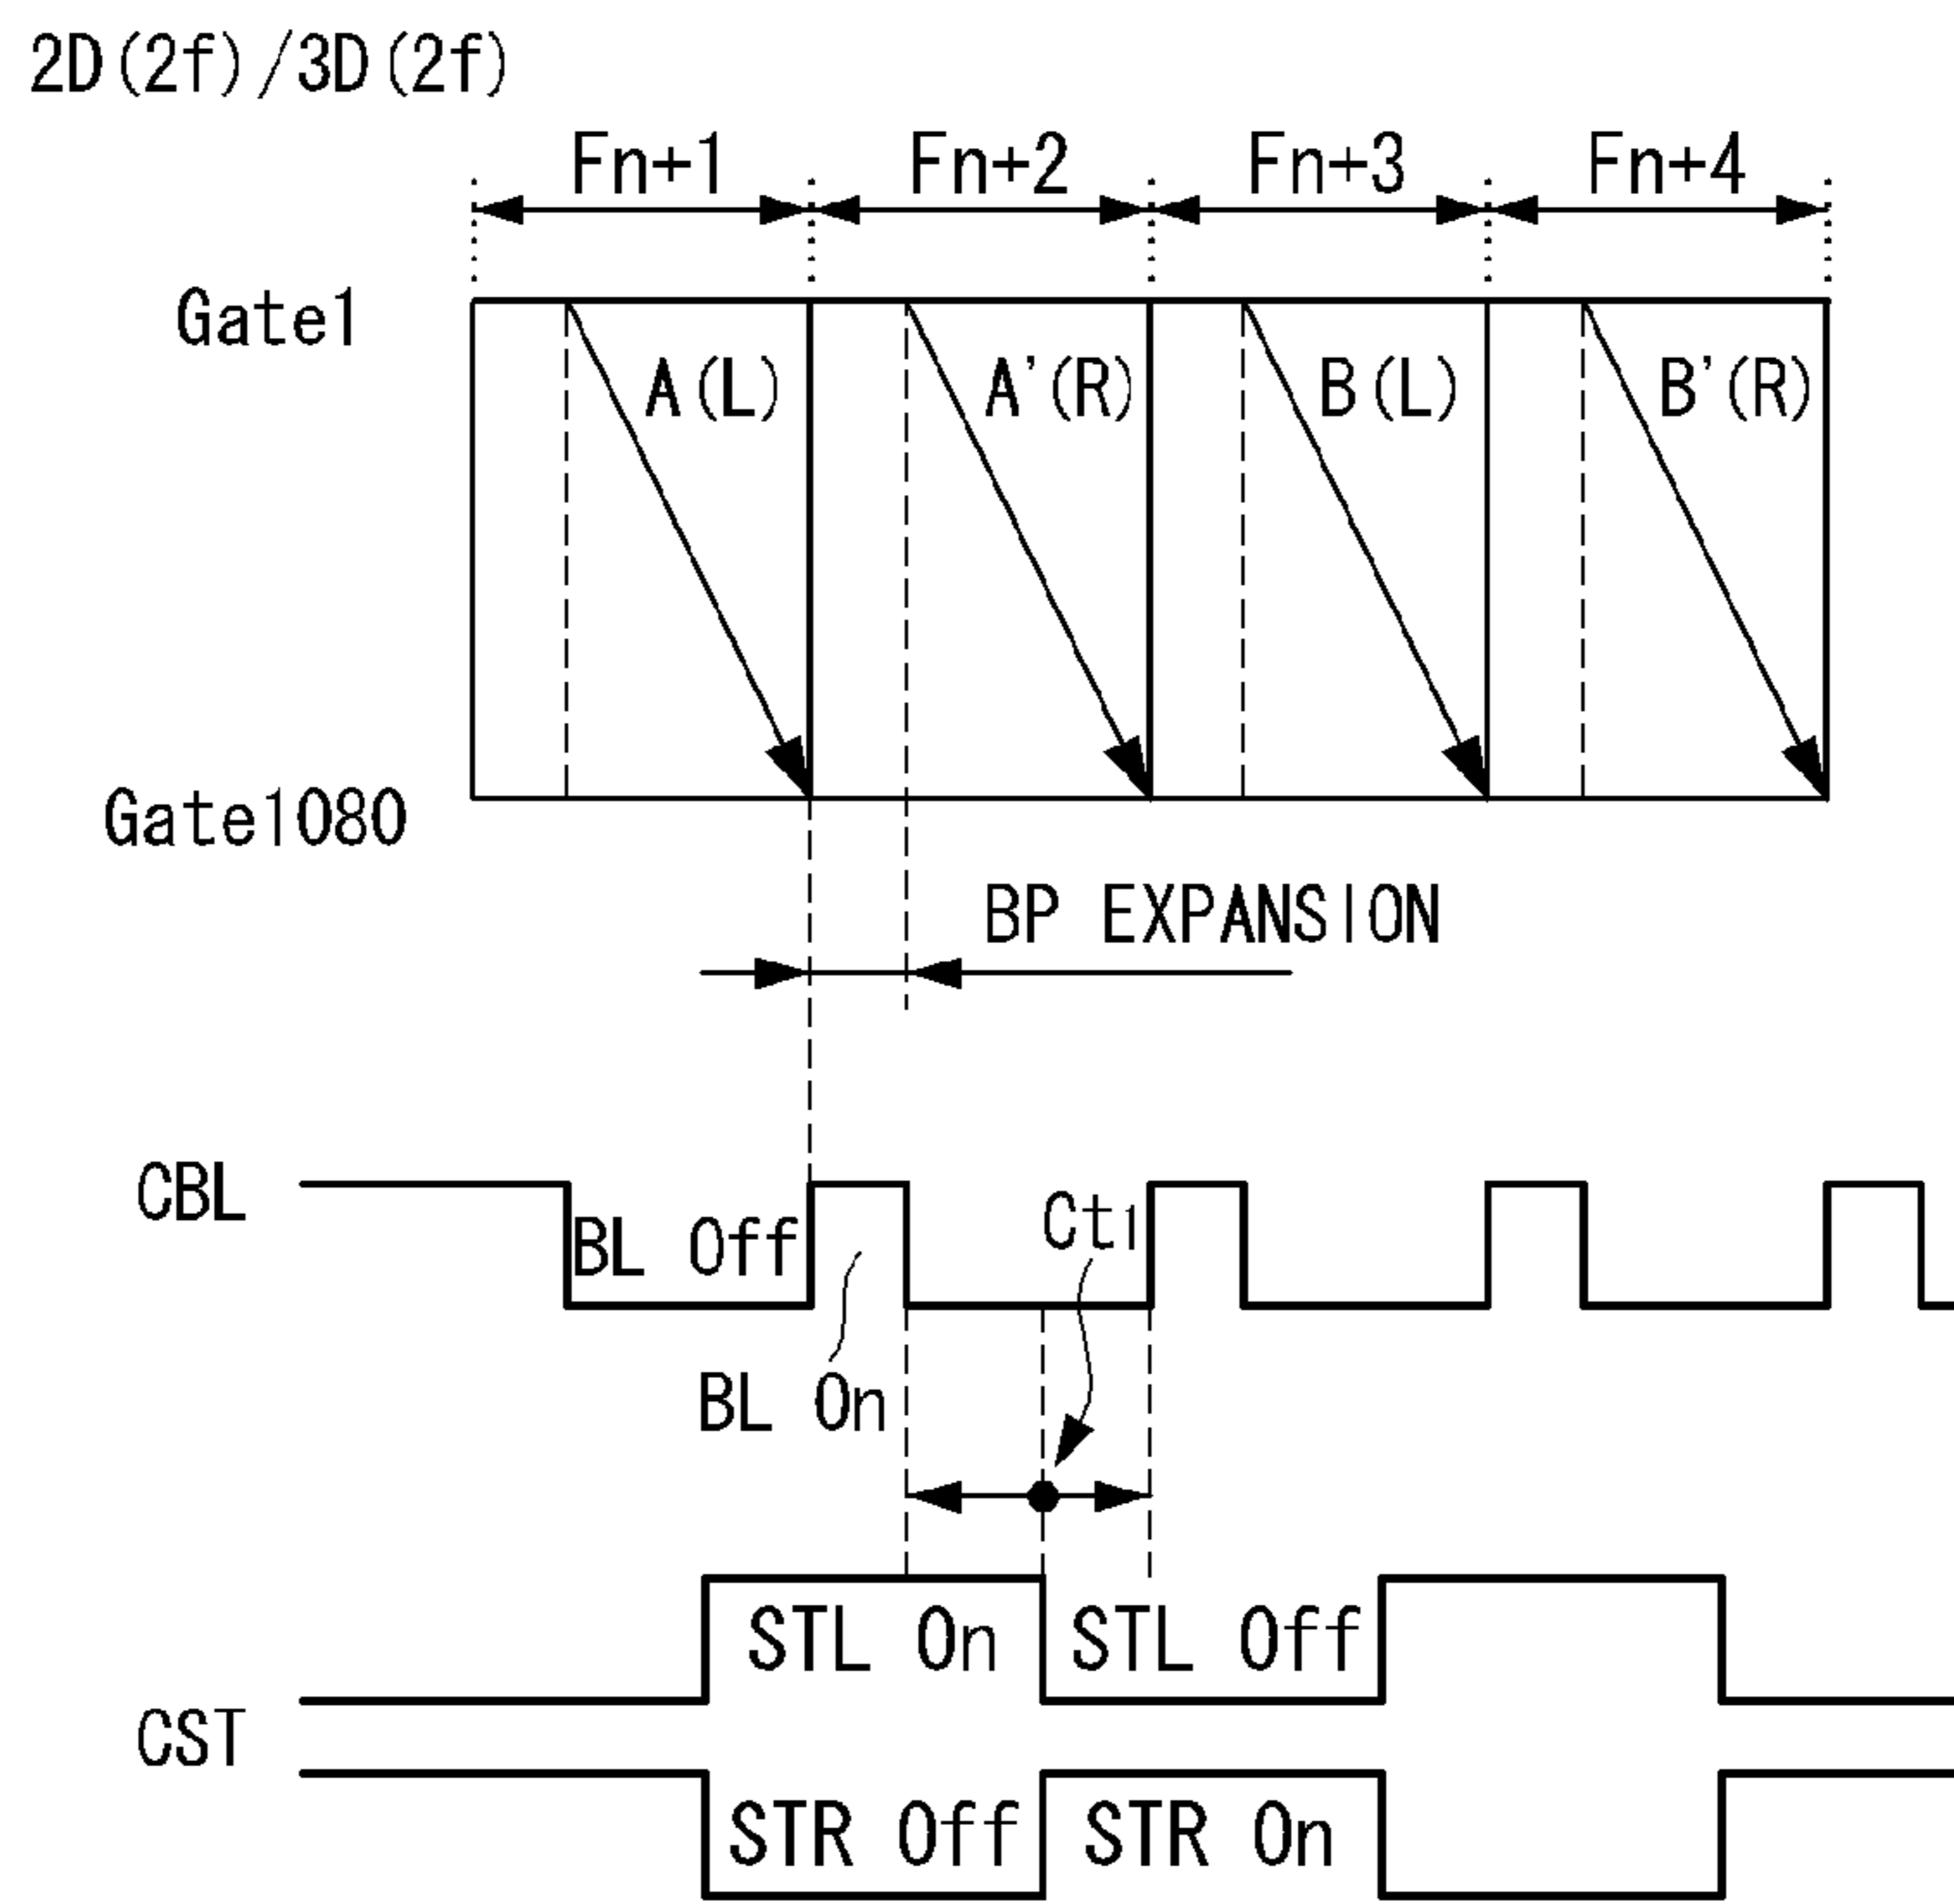 2D(2f)/3D(2f)
Fn+1 Fn+2 Fn+3 Fn+4
Gate1
A(L) A'(R) B(L) B'(R)
Gate1080
BP EXPANSION
CBL
BL Off
Ct1
BL On
STL On STL Off
CST
STR Off STR On